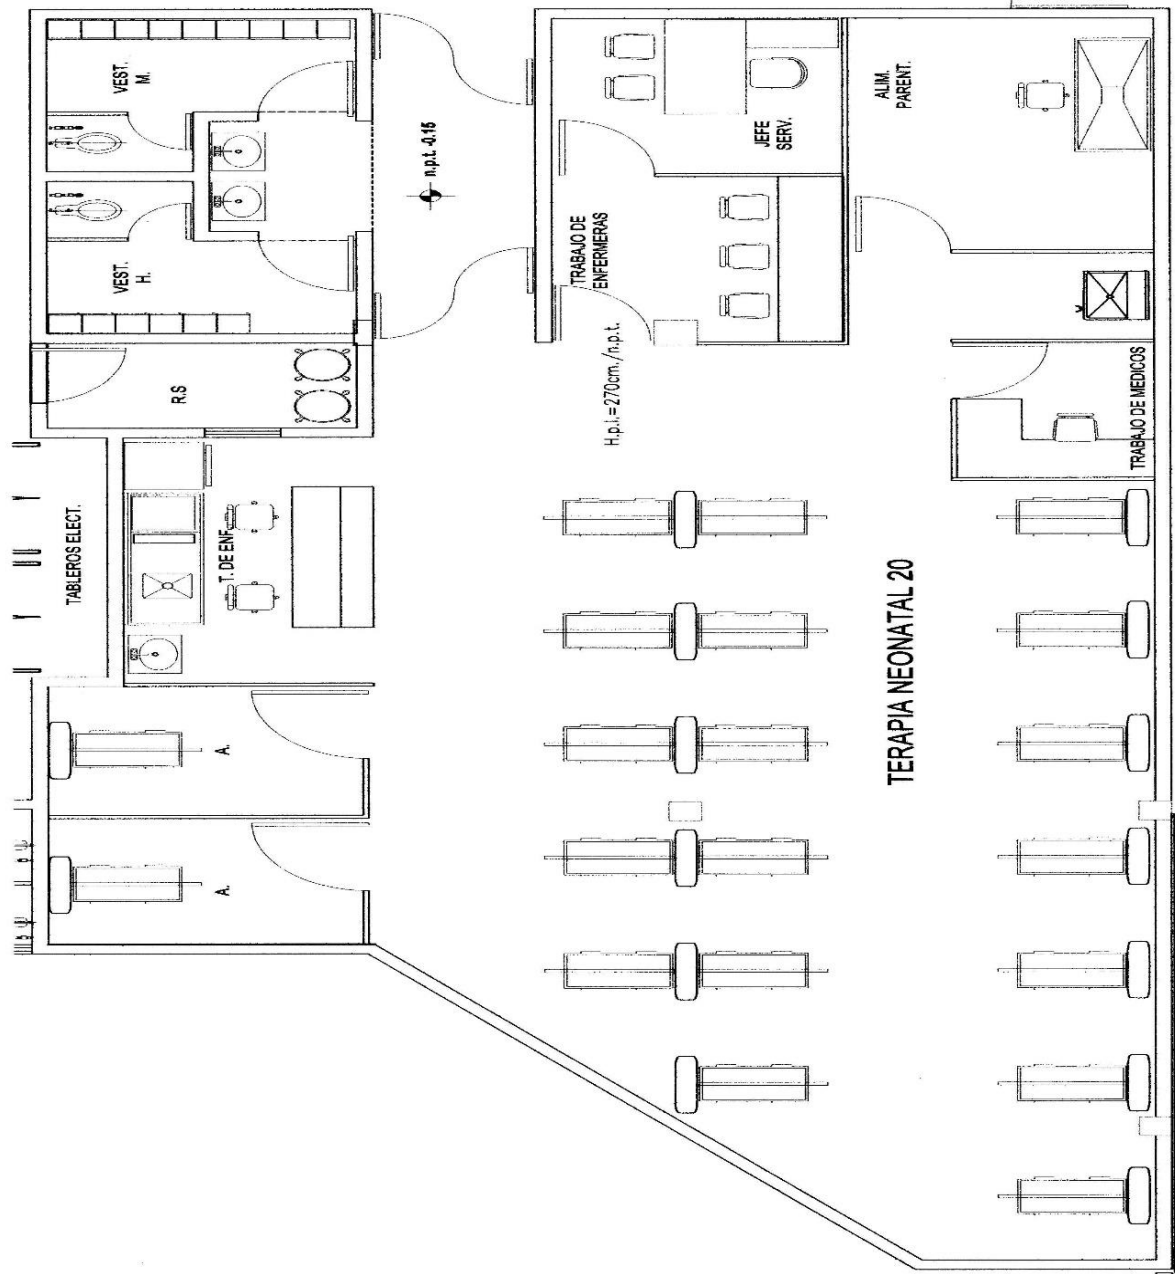 VEST.
M.
VEST.
H.
n.p.t. -0.15
R.S
TABLEROS ELECT.
T. DE ENF.
A.
A.
JEFE
SERV.
ALIM.
PARENT.
TRABAJO DE
ENFERMERAS
H.p.l.=270cm./n.p.t.
TRABAJO DE MEDICOS
TERAPIA NEONATAL 20